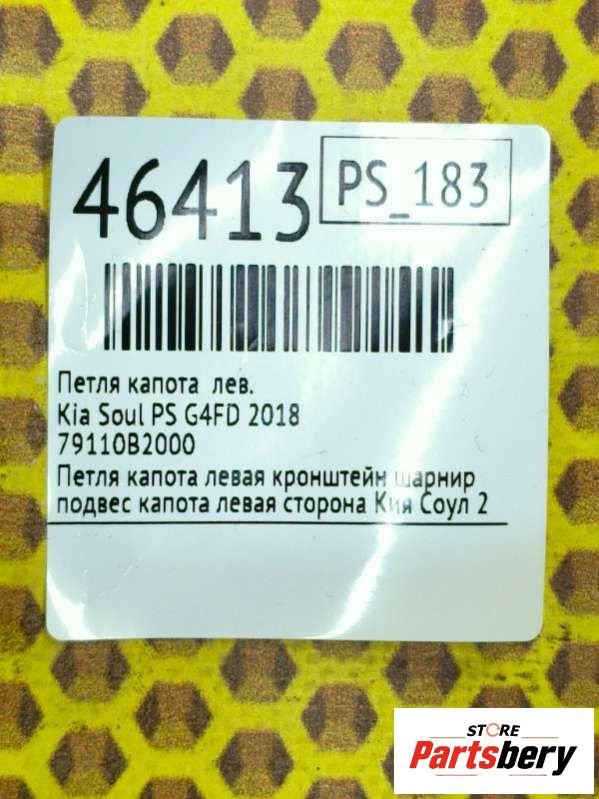 46413
PS_183
Петля капота лев.
Kia Soul PS G4FD 2018
79110B2000
Петля капота левая кронштейн шарнир
подвес капота левая сторона Кия Соул 2
STORE
Partsbery